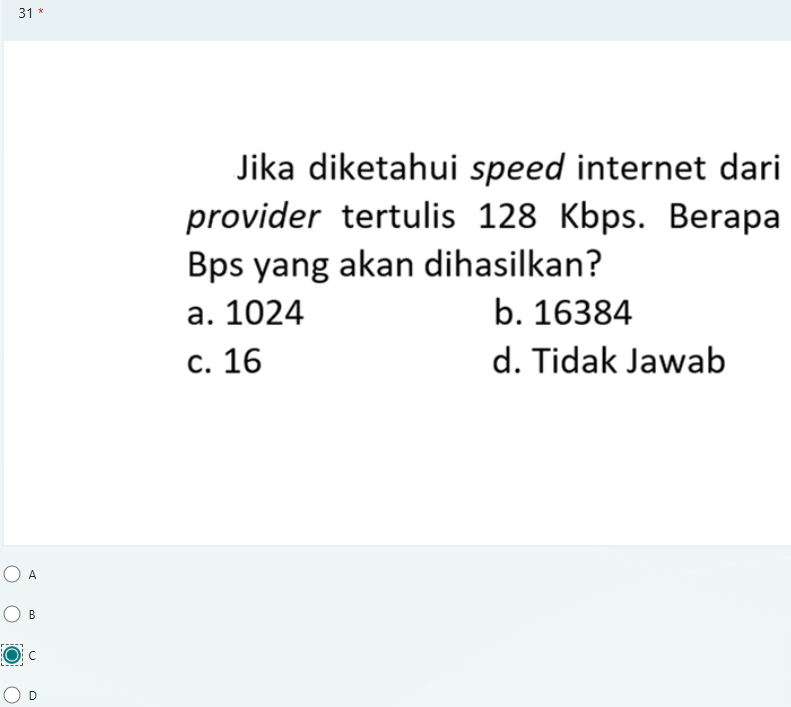 31 *
Jika diketahui speed internet dari
provider tertulis 128 Kbps. Berapa
Bps yang akan dihasilkan?
a. 1024 b. 16384
c. 16 d. Tidak Jawab
A
B
C
D